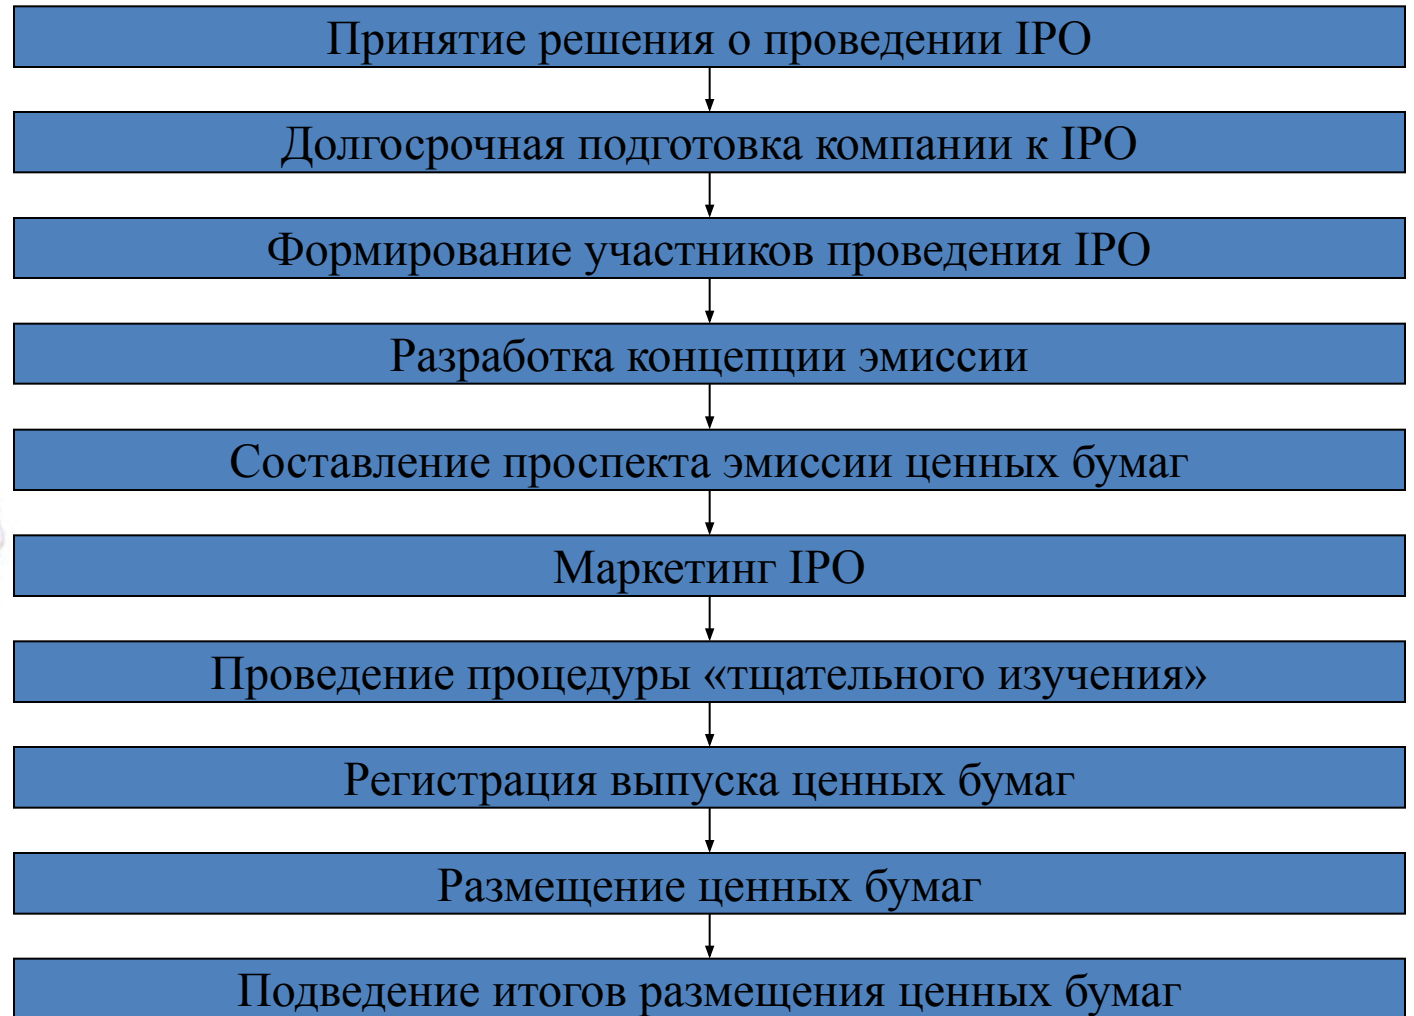 Принятие решения о проведении IPO
Долгосрочная подготовка компании к IPO
Формирование участников проведения IPO
Разработка концепции эмиссии
Составление проспекта эмиссии ценных бумаг
Маркетинг IPO
Проведение процедуры «тщательного изучения»
Регистрация выпуска ценных бумаг
Размещение ценных бумаг
Подведение итогов размещения ценных бумаг